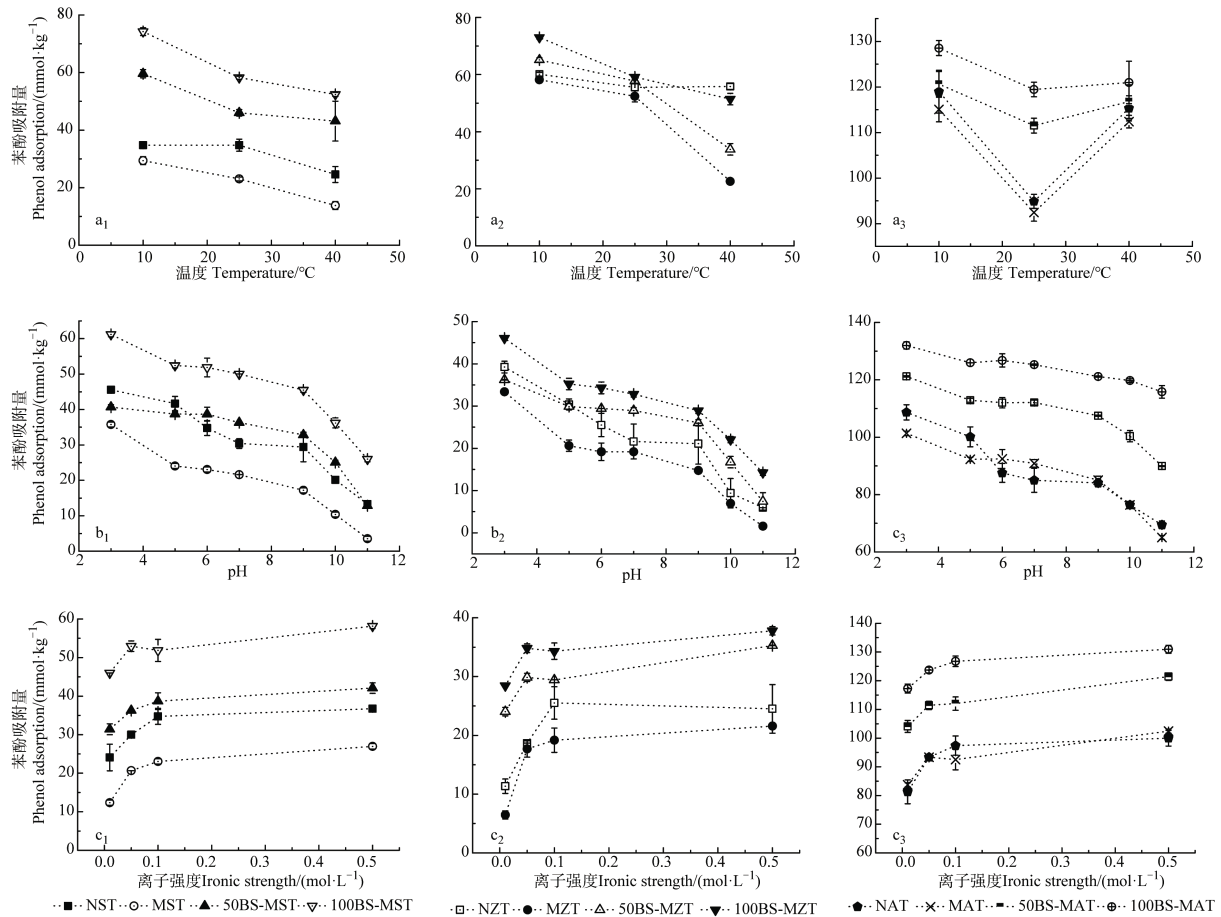 苯酚吸附量
Phenol adsorption/(mmol·kg⁻¹)
80
60
40
20
0
a₁
0 10 20 30 40 50
温度 Temperature/°C
80
60
40
20
0
a₂
0 10 20 30 40 50
温度 Temperature/°C
130
120
110
100
90
a₃
0 10 20 30 40 50
温度 Temperature/°C
苯酚吸附量
Phenol adsorption/(mmol·kg⁻¹)
60
50
40
30
20
10
0
b₁
2 4 6 8 10 12
pH
50
40
30
20
10
0
b₂
2 4 6 8 10 12
pH
140
120
100
80
60
c₃
2 4 6 8 10 12
pH
苯酚吸附量
Phenol adsorption/(mmol·kg⁻¹)
60
50
40
30
20
10
0
c₁
0.0 0.1 0.2 0.3 0.4 0.5
离子强度Ironic strength/(mol·L⁻¹)
40
30
20
10
0
c₂
0.0 0.1 0.2 0.3 0.4 0.5
离子强度Ironic strength/(mol·L⁻¹)
140
130
120
110
100
90
80
70
60
c₃
0.0 0.1 0.2 0.3 0.4 0.5
离子强度Ironic strength/(mol·L⁻¹)
NST MST 50BS-MST 100BS-MST
NZT MZT 50BS-MZT 100BS-MZT
NAT MAT 50BS-MAT 100BS-MAT